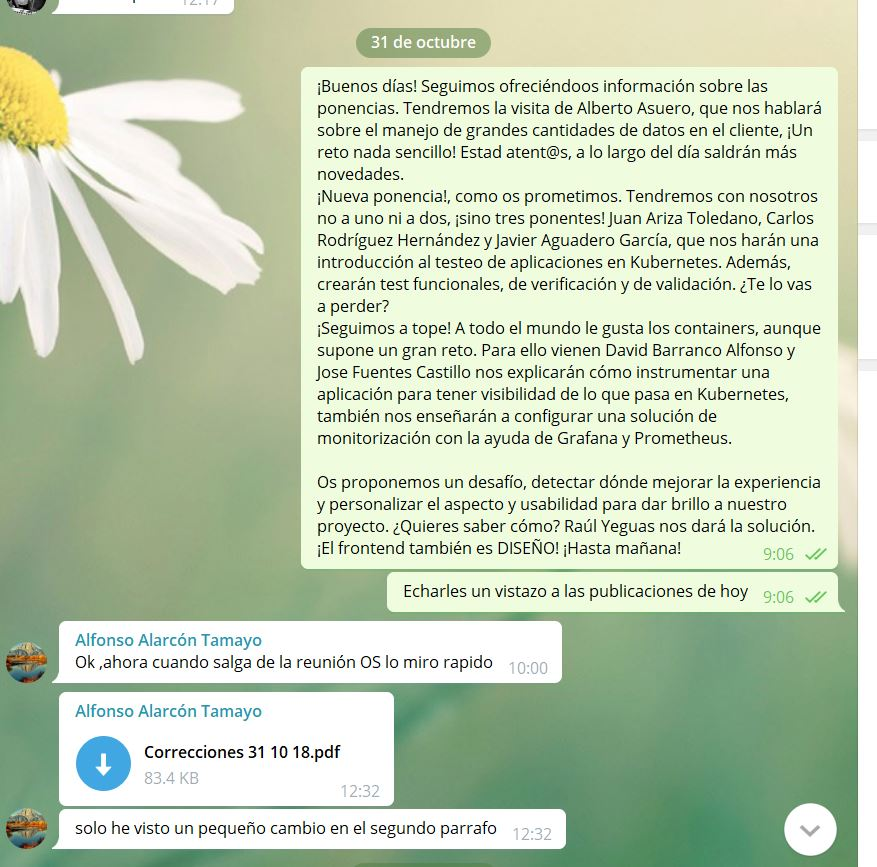 12:17
31 de octubre
¡Buenos días! Seguimos ofreciéndoos información sobre las
ponencias. Tendremos la visita de Alberto Asuero, que nos hablará
sobre el manejo de grandes cantidades de datos en el cliente, ¡Un
reto nada sencillo! Estad atent@s, a lo largo del día saldrán más
novedades.
¡Nueva ponencia!, como os prometimos. Tendremos con nosotros
no a uno ni a dos, ¡sino tres ponentes! Juan Ariza Toledano, Carlos
Rodríguez Hernández y Javier Aguadero García, que nos harán una
introducción al testeo de aplicaciones en Kubernetes. Además,
crearán test funcionales, de verificación y de validación. ¿Te lo vas
a perder?
¡Seguimos a tope! A todo el mundo le gusta los containers, aunque
supone un gran reto. Para ello vienen David Barranco Alfonso y
Jose Fuentes Castillo nos explicarán cómo instrumentar una
aplicación para tener visibilidad de lo que pasa en Kubernetes,
también nos enseñarán a configurar una solución de
monitorización con la ayuda de Grafana y Prometheus.
Os proponemos un desafío, detectar dónde mejorar la experiencia
y personalizar el aspecto y usabilidad para dar brillo a nuestro
proyecto. ¿Quieres saber cómo? Raúl Yeguas nos dará la solución.
¡El frontend también es DISEÑO! ¡Hasta mañana! 9:06
Echarles un vistazo a las publicaciones de hoy 9:06
Alfonso Alarcón Tamayo
Ok ,ahora cuando salga de la reunión OS lo miro rapido 10:00
Alfonso Alarcón Tamayo
Correcciones 31 10 18.pdf
83.4 KB
12:32
solo he visto un pequeño cambio en el segundo parrafo 12:32